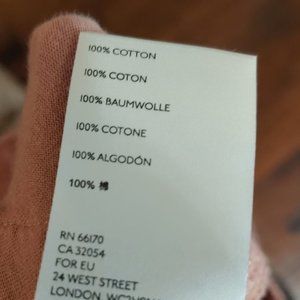 100% COTTON
100% COTON
100% BAUMWOLLE
100% COTONE
100% ALGODÓN
100% 棉
RN 66170
CA 32054
FOR EU
24 WEST STREET
LONDON,